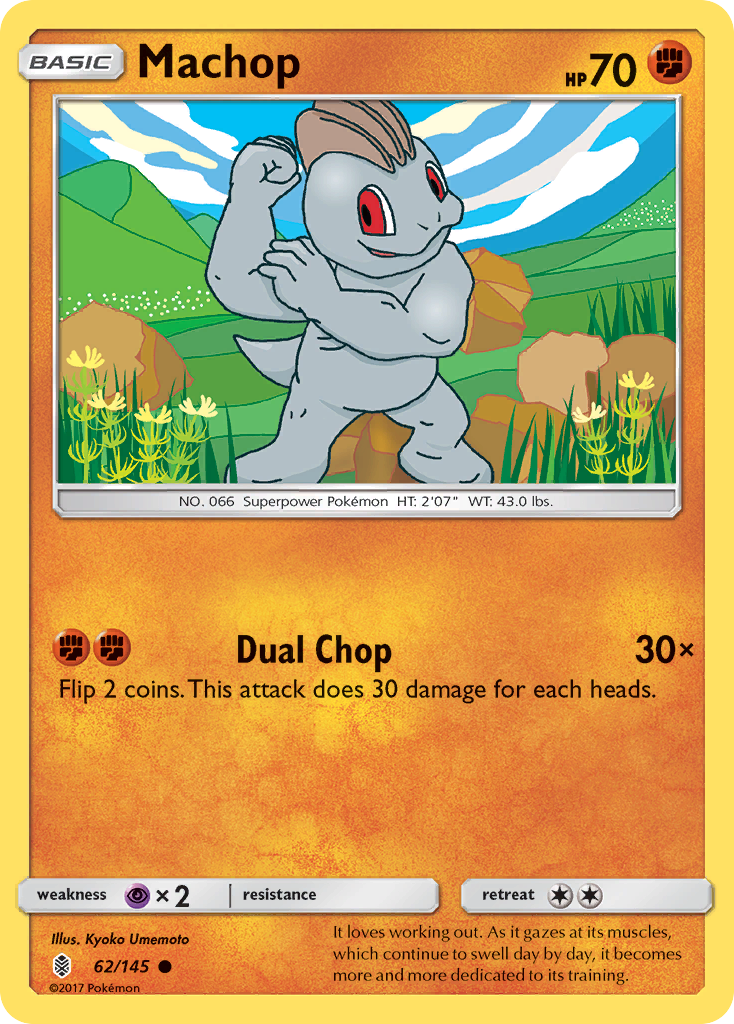 BASIC Machop HP 70
NO. 066 Superpower Pokémon HT: 2'07" WT: 43.0 lbs.
Dual Chop 30×
Flip 2 coins. This attack does 30 damage for each heads.
weakness × 2 resistance retreat
Illus. Kyoko Umemoto
62/145
©2017 Pokémon
It loves working out. As it gazes at its muscles,
which continue to swell day by day, it becomes
more and more dedicated to its training.